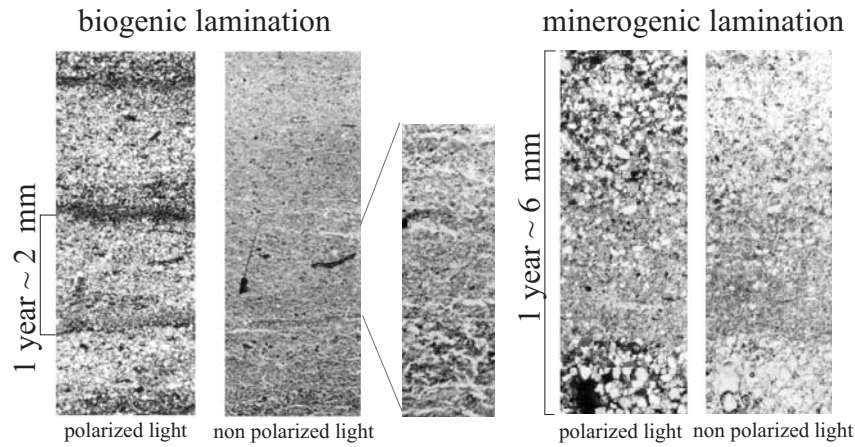 biogenic lamination
minerogenic lamination
1 year ~ 2 mm
1 year ~ 6 mm
polarized light
non polarized light
polarized light
non polarized light